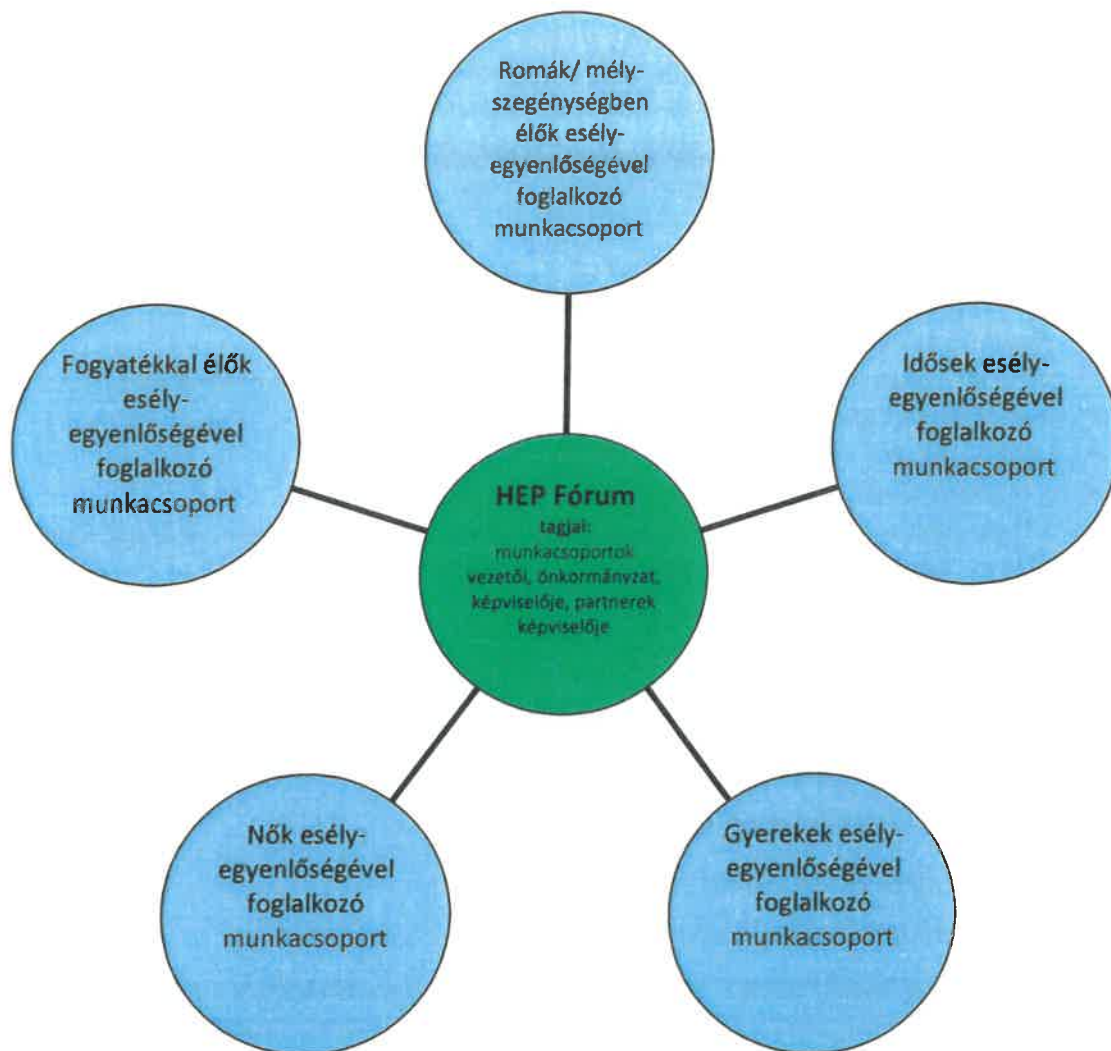 Romák/ mély-
szegénységben
élők esély-
egyenlőségével
foglalkozó
munkacsoport
Fogyatékkal élők
esély-
egyenlőségével
foglalkozó
munkacsoport
Idősek esély-
egyenlőségével
foglalkozó
munkacsoport
HEP Fórum
tagjai:
munkacsoportok
vezetői, önkormányzat,
képviselője, partnerek
képviselője
Nők esély-
egyenlőségével
foglalkozó
munkacsoport
Gyerekek esély-
egyenlőségével
foglalkozó
munkacsoport